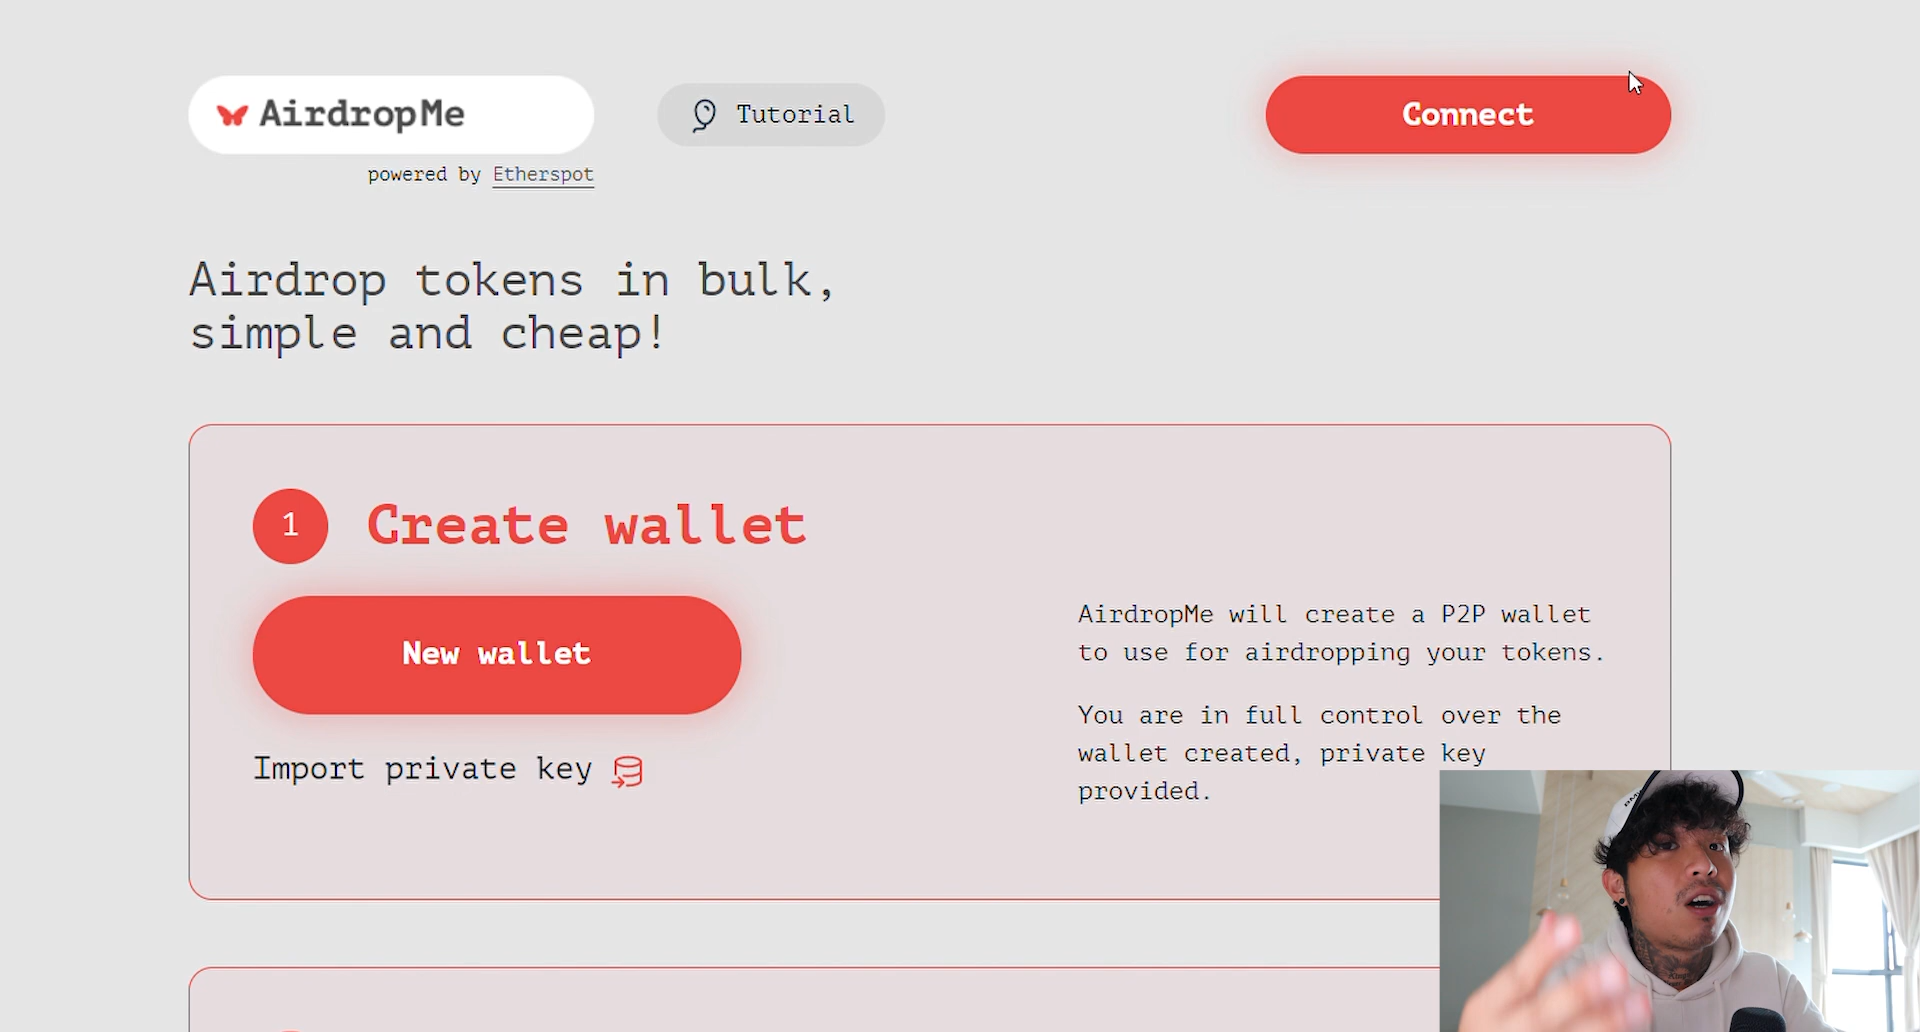 AirdropMe
Tutorial
Connect
powered by Etherspot
Airdrop tokens in bulk,
simple and cheap!
1
Create wallet
New wallet
Import private key
AirdropMe will create a P2P wallet
to use for airdropping your tokens.
You are in full control over the
wallet created, private key
provided.